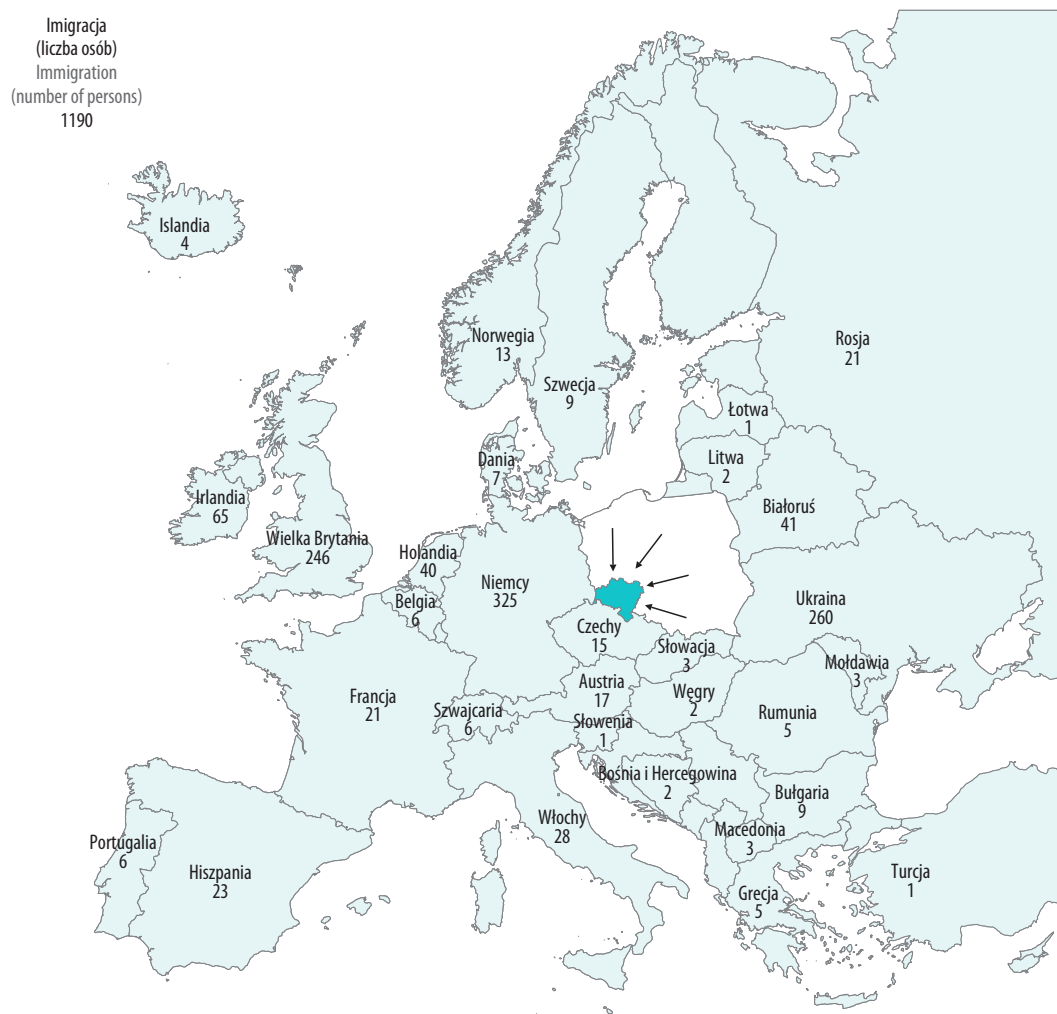 Imigracja
(liczba osób)
Immigration
(number of persons)
1190
Islandia
4
Norwegia
13
Szwecja
9
Rosja
21
Łotwa
1
Litwa
2
Dania
7
Białoruś
41
Irlandia
65
Wielka Brytania
246
Holandia
40
Niemcy
325
Belgia
6
Ukraina
260
Czechy
15
Słowacja
3
Mołdawia
3
Austria
17
Węgry
2
Francja
21
Szwajcaria
6
Rumunia
5
Słowenia
1
Bośnia i Hercegowina
2
Bułgaria
9
Włochy
28
Macedonia
3
Portugalia
6
Hiszpania
23
Turcja
1
Grecja
5